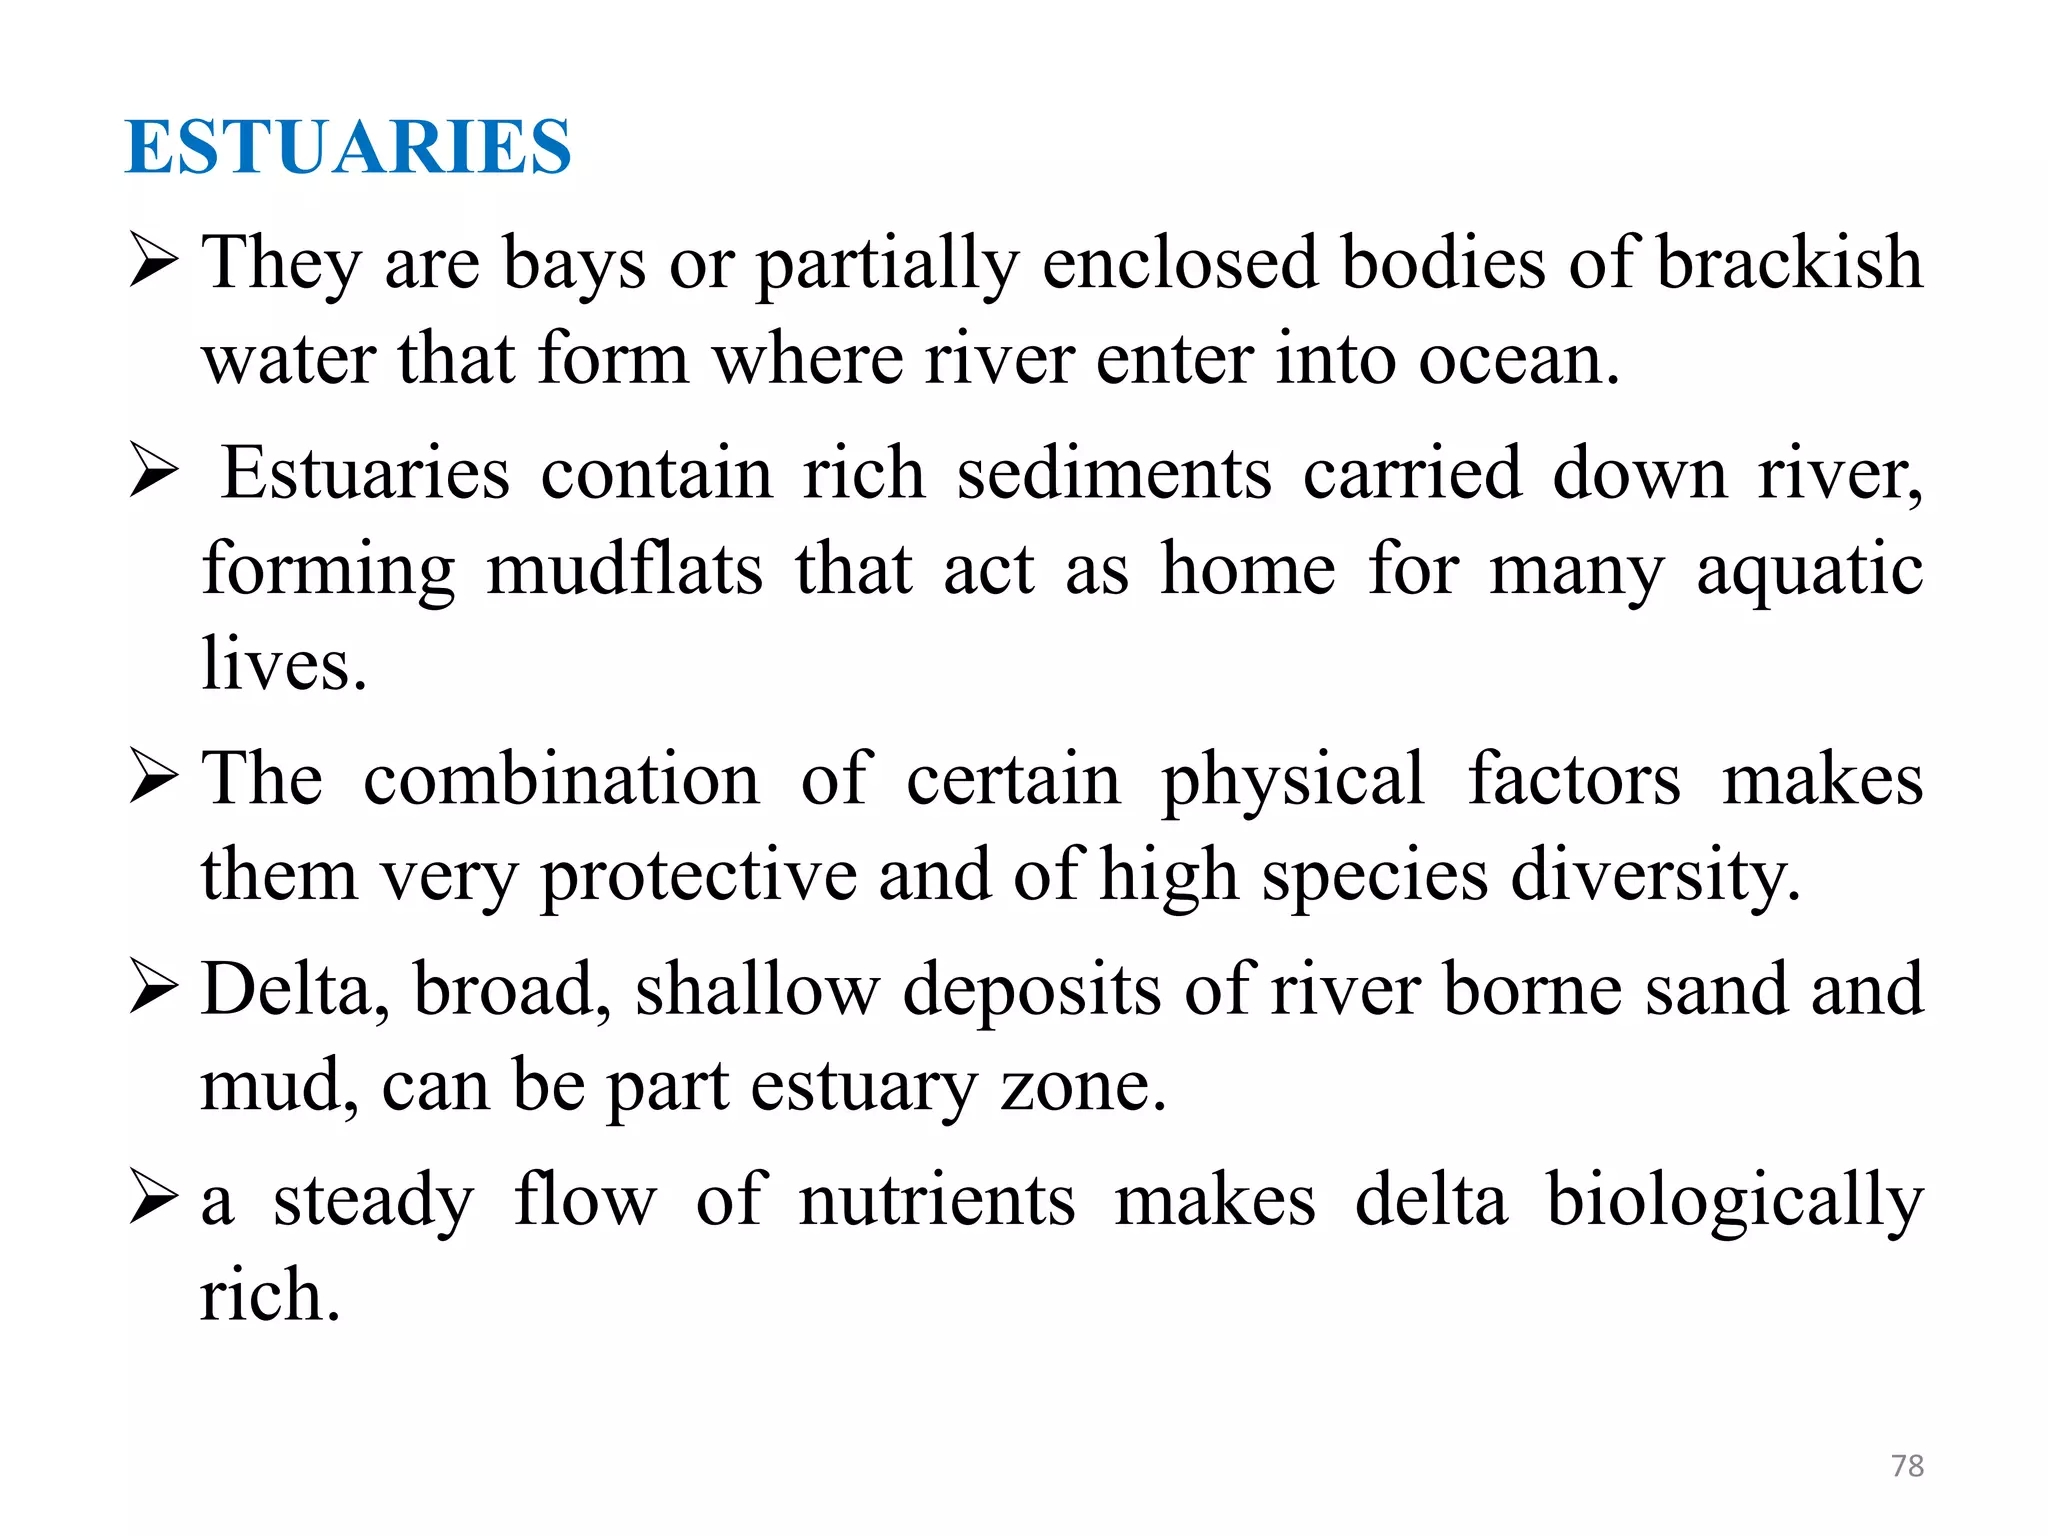 ESTUARIES
➢ They are bays or partially enclosed bodies of brackish
water that form where river enter into ocean.
➢ Estuaries contain rich sediments carried down river,
forming mudflats that act as home for many aquatic
lives.
➢ The combination of certain physical factors makes
them very protective and of high species diversity.
➢ Delta, broad, shallow deposits of river borne sand and
mud, can be part estuary zone.
➢ a steady flow of nutrients makes delta biologically
rich.
78